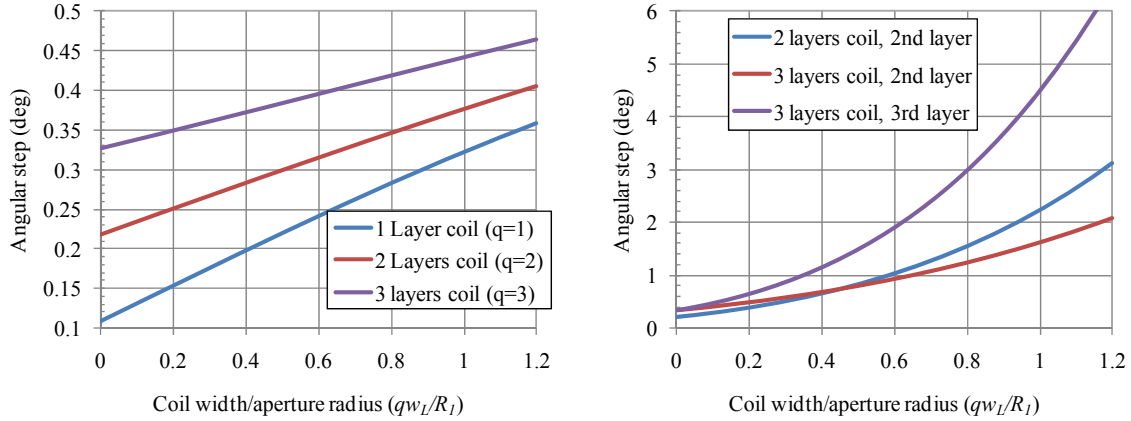 0.5
0.45
0.4
0.35
0.3
0.25
0.2
0.15
0.1
Angular step (deg)
0 0.2 0.4 0.6 0.8 1 1.2
Coil width/aperture radius (qw_L/R_1)
1 Layer coil (q=1)
2 Layers coil (q=2)
3 layers coil (q=3)
6
5
4
3
2
1
0
Angular step (deg)
0 0.2 0.4 0.6 0.8 1 1.2
Coil width/aperture radius (qw_L/R_1)
2 layers coil, 2nd layer
3 layers coil, 2nd layer
3 layers coil, 3rd layer